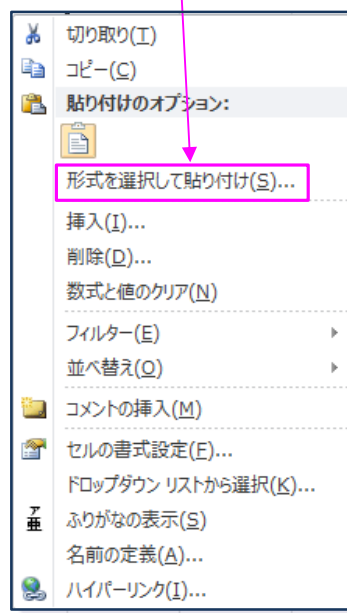 切り取り(T)
コピー(C)
貼り付けのオプション:
形式を選択して貼り付け(S)...
挿入(I)...
削除(D)...
数式と値のクリア(N)
フィルター(E)
並べ替え(O)
コメントの挿入(M)
セルの書式設定(F)...
ドロップダウン リストから選択(K)...
ア亜 ふりがなの表示(S)
名前の定義(A)...
ハイパーリンク(I)...